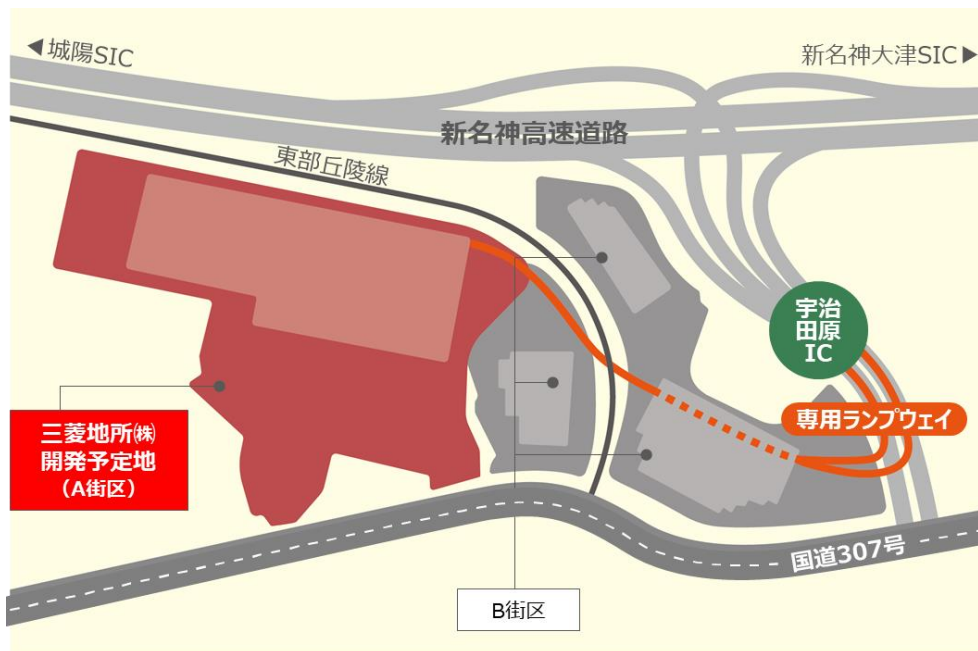 ◀城陽SIC
新名神大津SIC▶
新名神高速道路
東部丘陵線
宇治
田原
IC
専用ランプウェイ
三菱地所㈱
開発予定地
（A街区）
国道307号
B街区